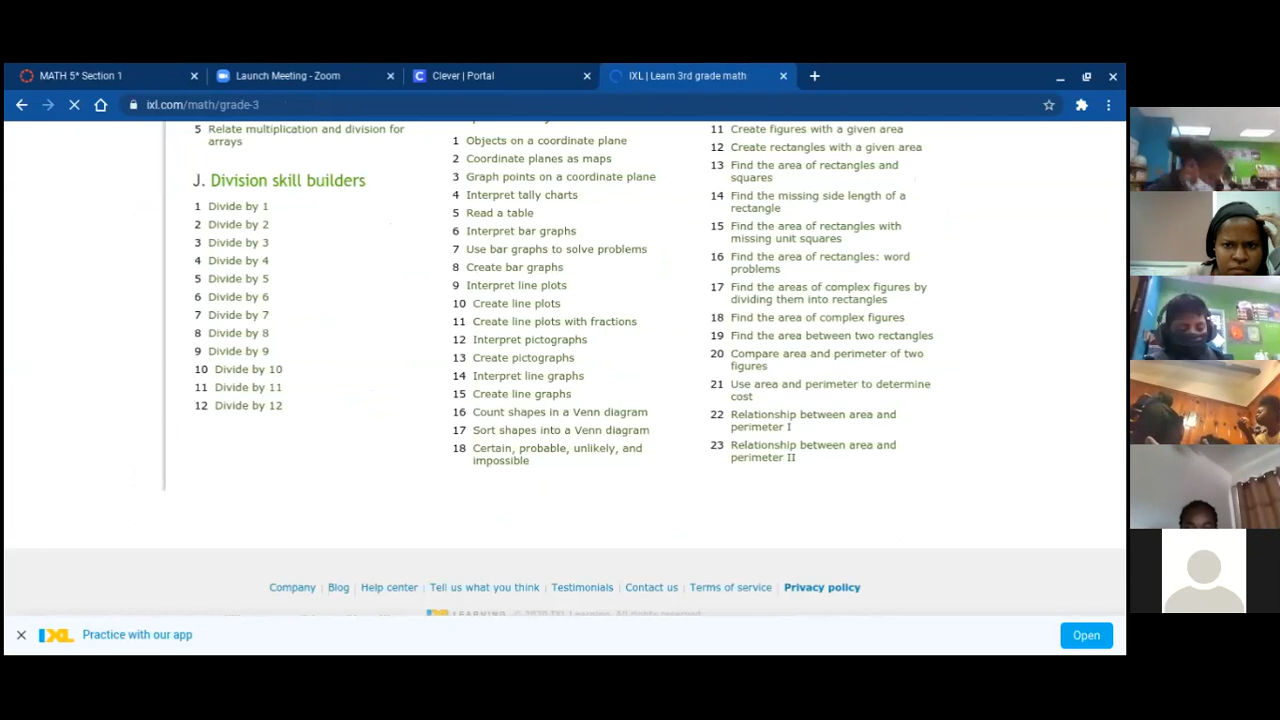 MATH 5* Section 1
Launch Meeting - Zoom
Clever | Portal
IXL | Learn 3rd grade math
ixl.com/math/grade-3
5 Relate multiplication and division for
arrays
J. Division skill builders
1 Divide by 1
2 Divide by 2
3 Divide by 3
4 Divide by 4
5 Divide by 5
6 Divide by 6
7 Divide by 7
8 Divide by 8
9 Divide by 9
10 Divide by 10
11 Divide by 11
12 Divide by 12
1 Objects on a coordinate plane
2 Coordinate planes as maps
3 Graph points on a coordinate plane
4 Interpret tally charts
5 Read a table
6 Interpret bar graphs
7 Use bar graphs to solve problems
8 Create bar graphs
9 Interpret line plots
10 Create line plots
11 Create line plots with fractions
12 Interpret pictographs
13 Create pictographs
14 Interpret line graphs
15 Create line graphs
16 Count shapes in a Venn diagram
17 Sort shapes into a Venn diagram
18 Certain, probable, unlikely, and
impossible
11 Create figures with a given area
12 Create rectangles with a given area
13 Find the area of rectangles and
squares
14 Find the missing side length of a
rectangle
15 Find the area of rectangles with
missing unit squares
16 Find the area of rectangles: word
problems
17 Find the areas of complex figures by
dividing them into rectangles
18 Find the area of complex figures
19 Find the area between two rectangles
20 Compare area and perimeter of two
figures
21 Use area and perimeter to determine
cost
22 Relationship between area and
perimeter I
23 Relationship between area and
perimeter II
Company | Blog | Help center | Tell us what you think | Testimonials | Contact us | Terms of service | Privacy policy
LEARNING © 2020 IXL Learning. All rights reserved.
IXL Practice with our app
Open